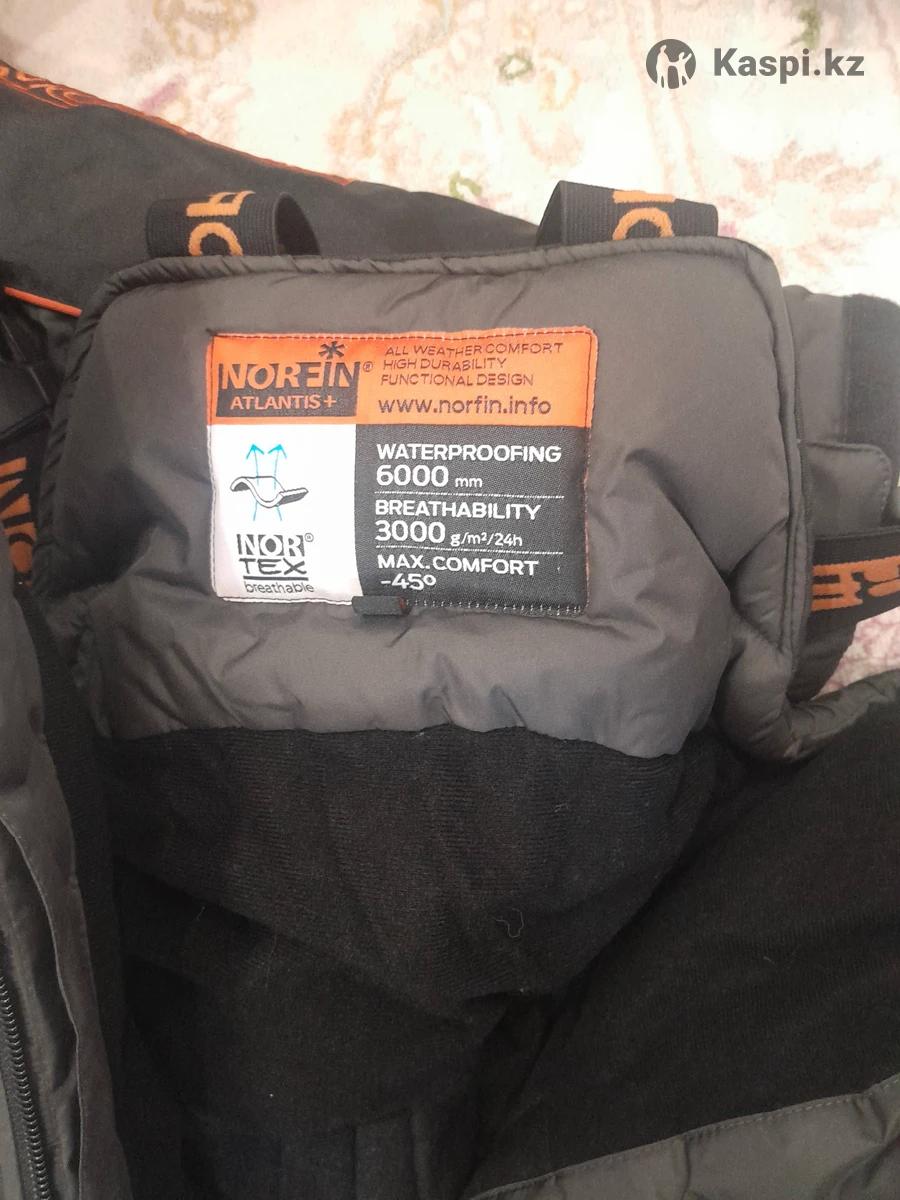 Kaspi.kz
NORFIN®
ATLANTIS+
ALL WEATHER COMFORT
HIGH DURABILITY
FUNCTIONAL DESIGN
www.norfin.info
WATERPROOFING
6000 mm
BREATHABILITY
3000 g/m²/24h
MAX. COMFORT
-45°
NOR®
TEX
breathable